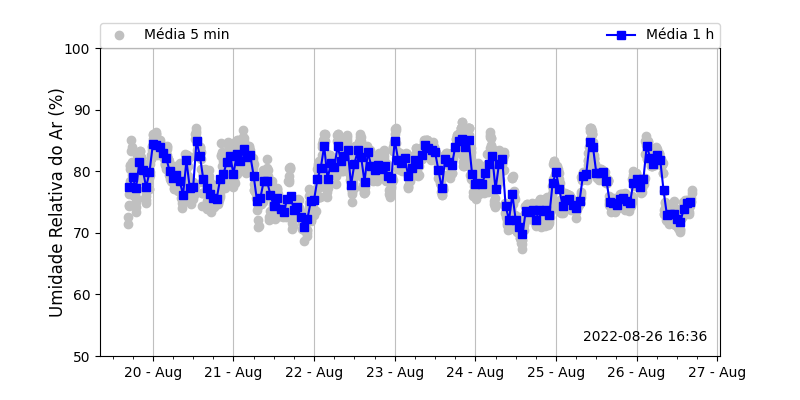 Média 5 min
Média 1 h
100
90
80
70
60
50
Umidade Relativa do Ar (%)
2022-08-26 16:36
20 - Aug
21 - Aug
22 - Aug
23 - Aug
24 - Aug
25 - Aug
26 - Aug
27 - Aug